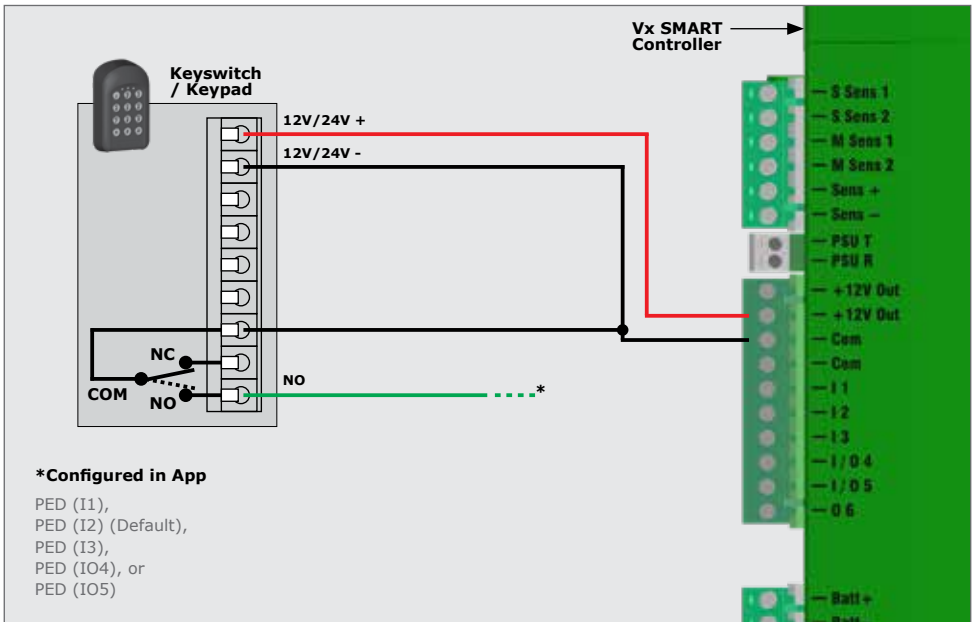 Vx SMART
Controller
Keyswitch
/ Keypad
12V/24V +
12V/24V -
NC
COM
NO
NO
*
S Sens 1
S Sens 2
M Sens 1
M Sens 2
Sens +
Sens –
PSU T
PSU R
+12V Out
+12V Out
Com
Com
I 1
I 2
I 3
I / O 4
I / O 5
O 6
Batt +
*Configured in App
PED (I1),
PED (I2) (Default),
PED (I3),
PED (IO4), or
PED (IO5)